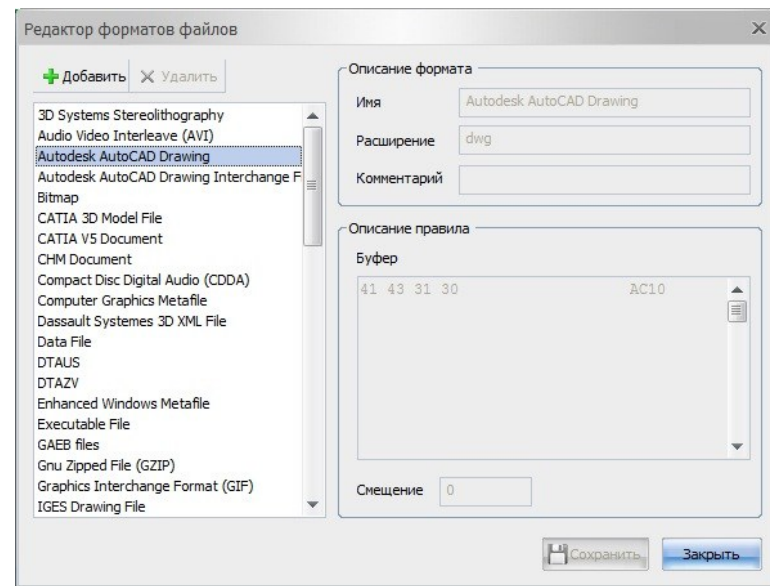 Редактор форматов файлов
Добавить
Удалить
3D Systems Stereolithography
Audio Video Interleave (AVI)
Autodesk AutoCAD Drawing
Autodesk AutoCAD Drawing Interchange F
Bitmap
CATIA 3D Model File
CATIA V5 Document
CHM Document
Compact Disc Digital Audio (CDDA)
Computer Graphics Metafile
Dassault Systemes 3D XML File
Data File
DTAUS
DTAZV
Enhanced Windows Metafile
Executable File
GAEB files
Gnu Zipped File (GZIP)
Graphics Interchange Format (GIF)
IGES Drawing File
Описание формата
Имя Autodesk AutoCAD Drawing
Расширение dwg
Комментарий
Описание правила
Буфер
41 43 31 30 AC10
Смещение 0
Сохранить
Закрыть